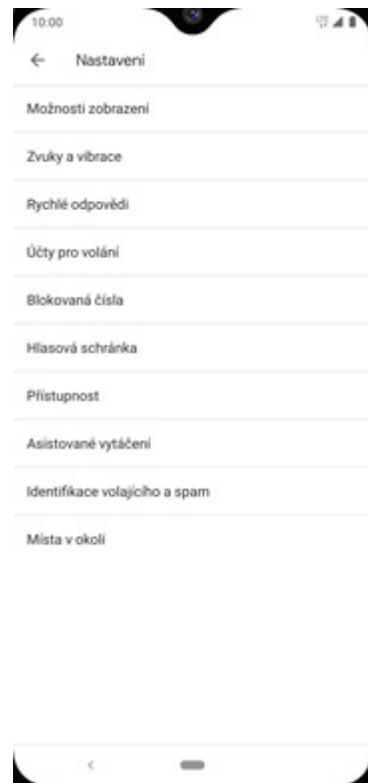 10:00
Nastavení
Možnosti zobrazení
Zvuky a vibrace
Rychlé odpovědi
Účty pro volání
Blokovaná čísla
Hlasová schránka
Přístupnost
Asistované vytáčení
Identifikace volajícího a spam
Místa v okolí